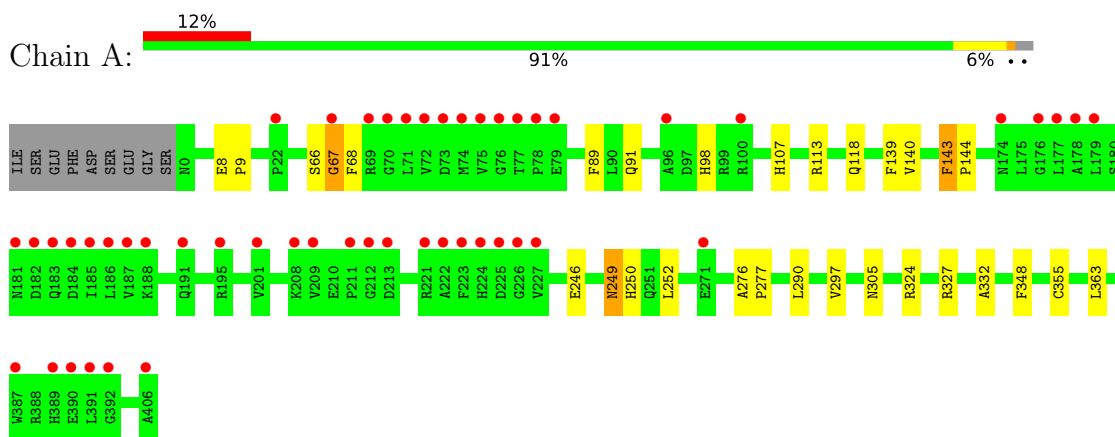 12%
Chain A:
91% 6% • •
ILE SER GLU PHE ASP SER GLU GLY SER N0 E8 P9 P22 S66 G67 F68 R69 G70 L71 V72 D73 M74 V75 G76 T77 P78 E79 F89 L90 Q91 A96 D97 H98 R99 R100 H107 R113 Q118 F139 V140 F143 P144 N174 L175 G176 L177 A178 L179 S180
N181 D182 Q183 D184 I185 L186 V187 K188 Q191 R195 V201 K208 V209 E210 P211 G212 D213 R221 A222 F223 H224 D225 G226 V227 E246 N249 H250 Q251 L252 E271 A276 P277 L290 V297 N305 R324 R327 A332 F348 C355 L363
W387 R388 H389 E390 L391 G392 A406